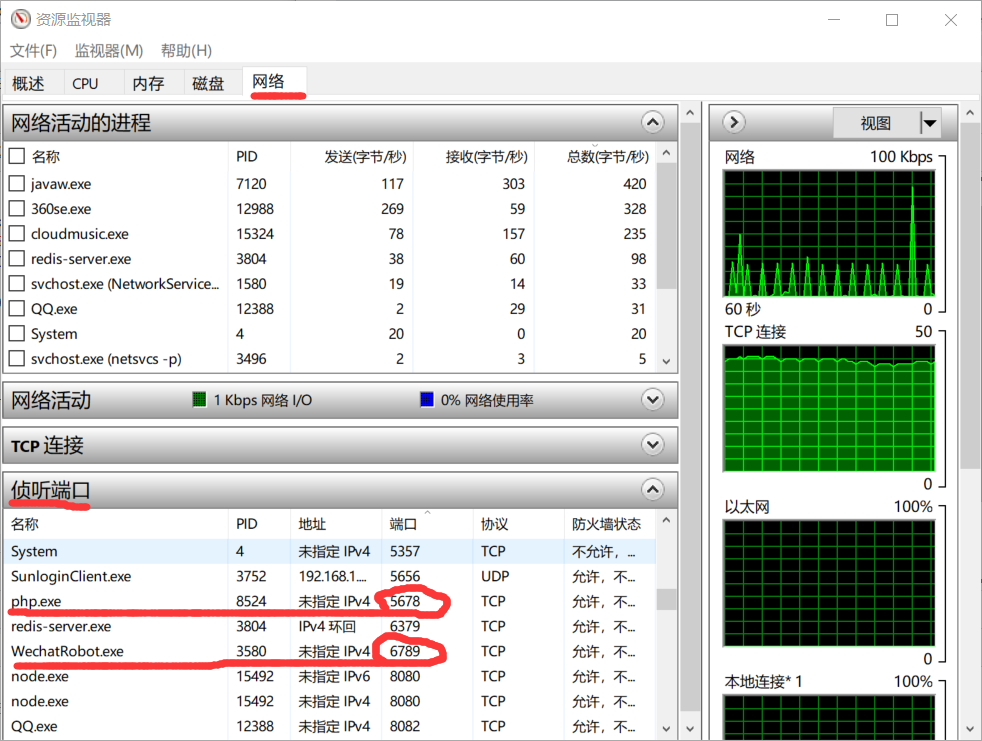 资源监视器
文件(F) 监视器(M) 帮助(H)
概述 CPU 内存 磁盘 网络
网络活动的进程
名称 PID 发送(字节/秒) 接收(字节/秒) 总数(字节/秒)
javaw.exe 7120 117 303 420
360se.exe 12988 269 59 328
cloudmusic.exe 15324 78 157 235
redis-server.exe 3804 38 60 98
svchost.exe (NetworkService... 1580 19 14 33
QQ.exe 12388 2 29 31
System 4 20 0 20
svchost.exe (netsvcs -p) 3496 2 3 5
网络活动 1 Kbps 网络 I/O 0% 网络使用率
TCP 连接
侦听端口
名称 PID 地址 端口 协议 防火墙状态
System 4 未指定 IPv4 5357 TCP 不允许，...
SunloginClient.exe 3752 192.168.1.... 5656 UDP 允许，不...
php.exe 8524 未指定 IPv4 5678 TCP 允许，不...
redis-server.exe 3804 IPv4 环回 6379 TCP 允许，不...
WechatRobot.exe 3580 未指定 IPv4 6789 TCP 允许，不...
node.exe 15492 未指定 IPv6 8080 TCP 允许，不...
node.exe 15492 未指定 IPv4 8080 TCP 允许，不...
QQ.exe 12388 未指定 IPv4 8082 TCP 允许，不...
视图
网络 100 Kbps
60 秒 0
TCP 连接 50
0
以太网 100%
0
本地连接* 1 100%